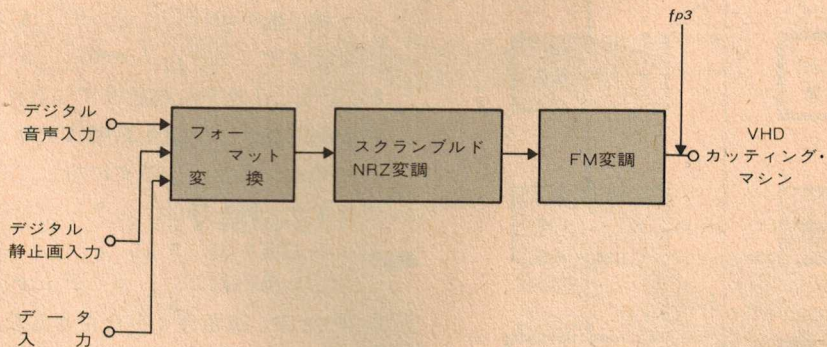 fp3
デジタル
音声入力
フォー
マット
変 換
スクランブルド
NRZ変調
FM変調
VHD
カッティング・
マシン
デジタル
静止画入力
デ ー タ
入 力